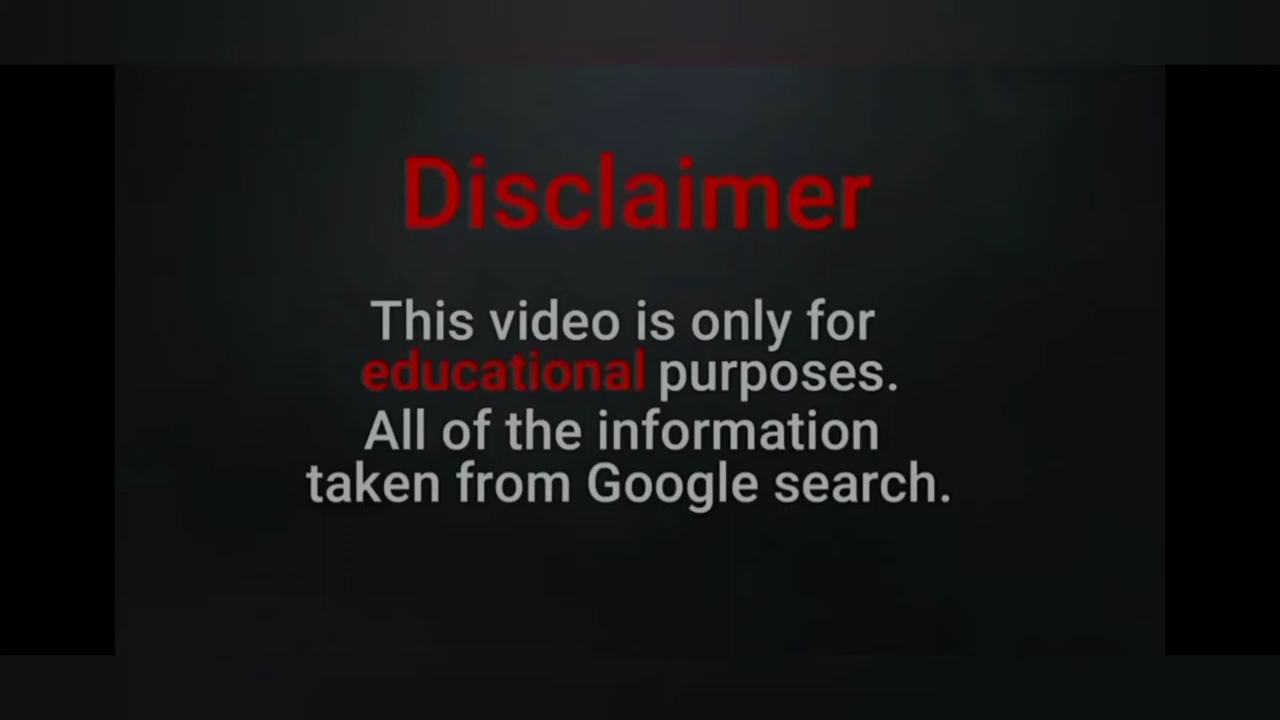 Disclaimer
This video is only for
educational purposes.
All of the information
taken from Google search.